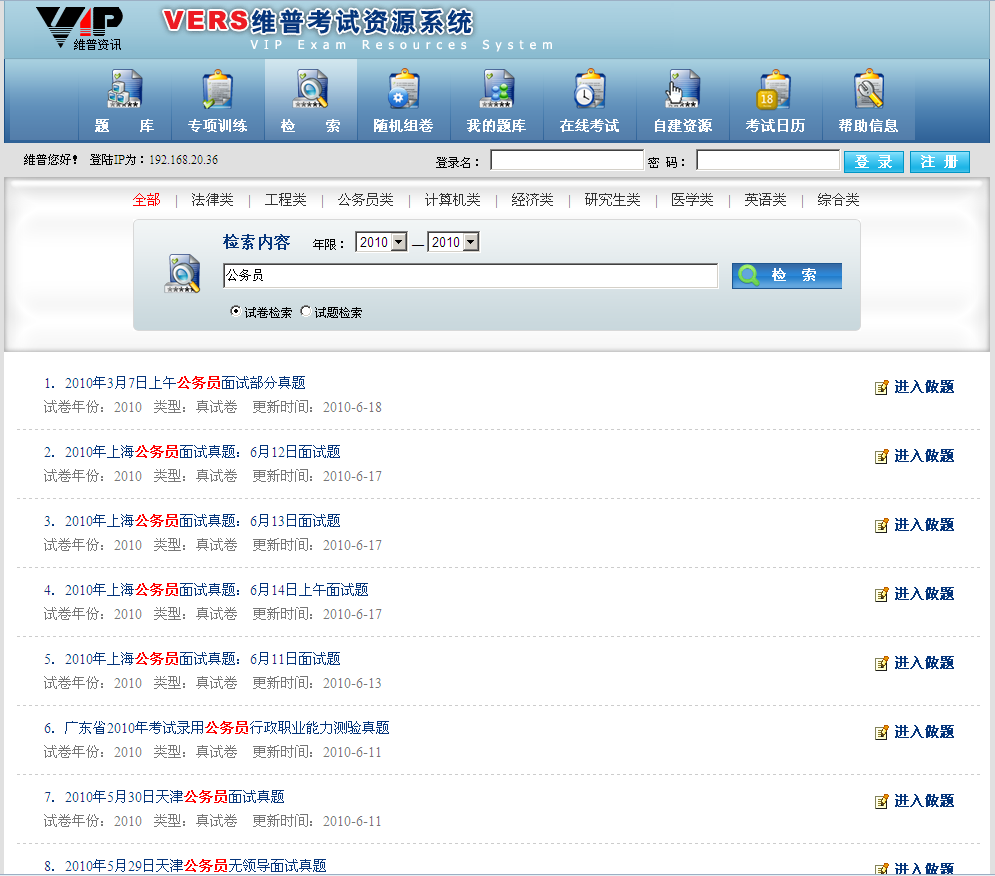 VIP 维普资讯
VERS维普考试资源系统
VIP Exam Resources System
题 库 专项训练 检 索 随机组卷 我的题库 在线考试 自建资源 18 考试日历 帮助信息
维普您好! 登陆IP为:192.168.20.36 登录名: 密 码: 登 录 注 册
全部 | 法律类 | 工程类 | 公务员类 | 计算机类 | 经济类 | 研究生类 | 医学类 | 英语类 | 综合类
检索内容 年限: 2010 — 2010
公务员 检 索
试卷检索 试题检索
1. 2010年3月7日上午公务员面试部分真题 进入做题
试卷年份: 2010 类型: 真试卷 更新时间: 2010-6-18
2. 2010年上海公务员面试真题: 6月12日面试题 进入做题
试卷年份: 2010 类型: 真试卷 更新时间: 2010-6-17
3. 2010年上海公务员面试真题: 6月13日面试题 进入做题
试卷年份: 2010 类型: 真试卷 更新时间: 2010-6-17
4. 2010年上海公务员面试真题: 6月14日上午面试题 进入做题
试卷年份: 2010 类型: 真试卷 更新时间: 2010-6-17
5. 2010年上海公务员面试真题: 6月11日面试题 进入做题
试卷年份: 2010 类型: 真试卷 更新时间: 2010-6-13
6. 广东省2010年考试录用公务员行政职业能力测验真题 进入做题
试卷年份: 2010 类型: 真试卷 更新时间: 2010-6-11
7. 2010年5月30日天津公务员面试真题 进入做题
试卷年份: 2010 类型: 真试卷 更新时间: 2010-6-11
8. 2010年5月29日天津公务员无领导面试真题 进入做题